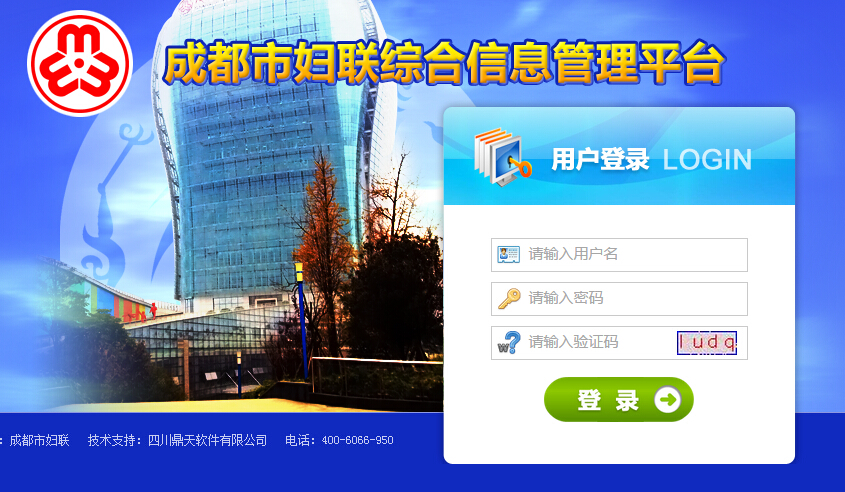 成都市妇联综合信息管理平台
用户登录 LOGIN
请输入用户名
请输入密码
请输入验证码 ludq
登 录
：成都市妇联 技术支持：四川鼎天软件有限公司 电话：400-6066-950